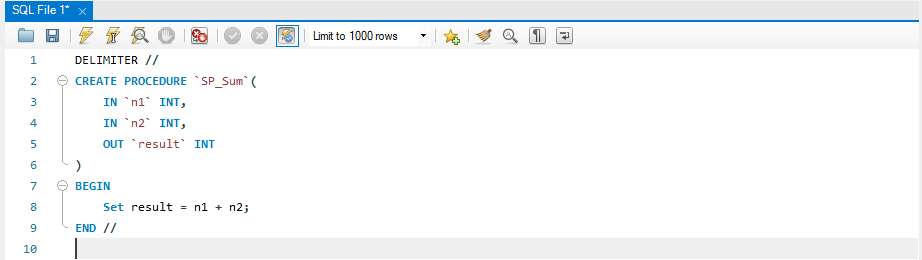 SQL File 1*
Limit to 1000 rows
1 DELIMITER //
2 CREATE PROCEDURE `SP_Sum`(
3 IN `n1` INT,
4 IN `n2` INT,
5 OUT `result` INT
6 )
7 BEGIN
8 Set result = n1 + n2;
9 END //
10